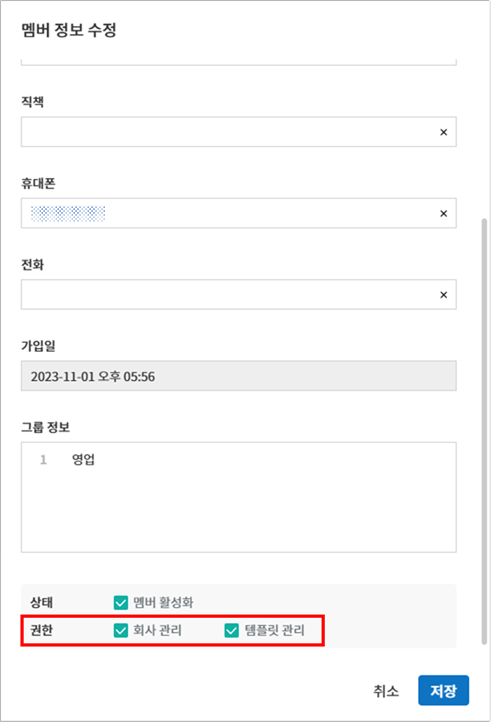 멤버 정보 수정
직책
×
휴대폰
×
전화
×
가입일
2023-11-01 오후 05:56
그룹 정보
1 영업
상태 멤버 활성화
권한 회사 관리 템플릿 관리
취소 저장